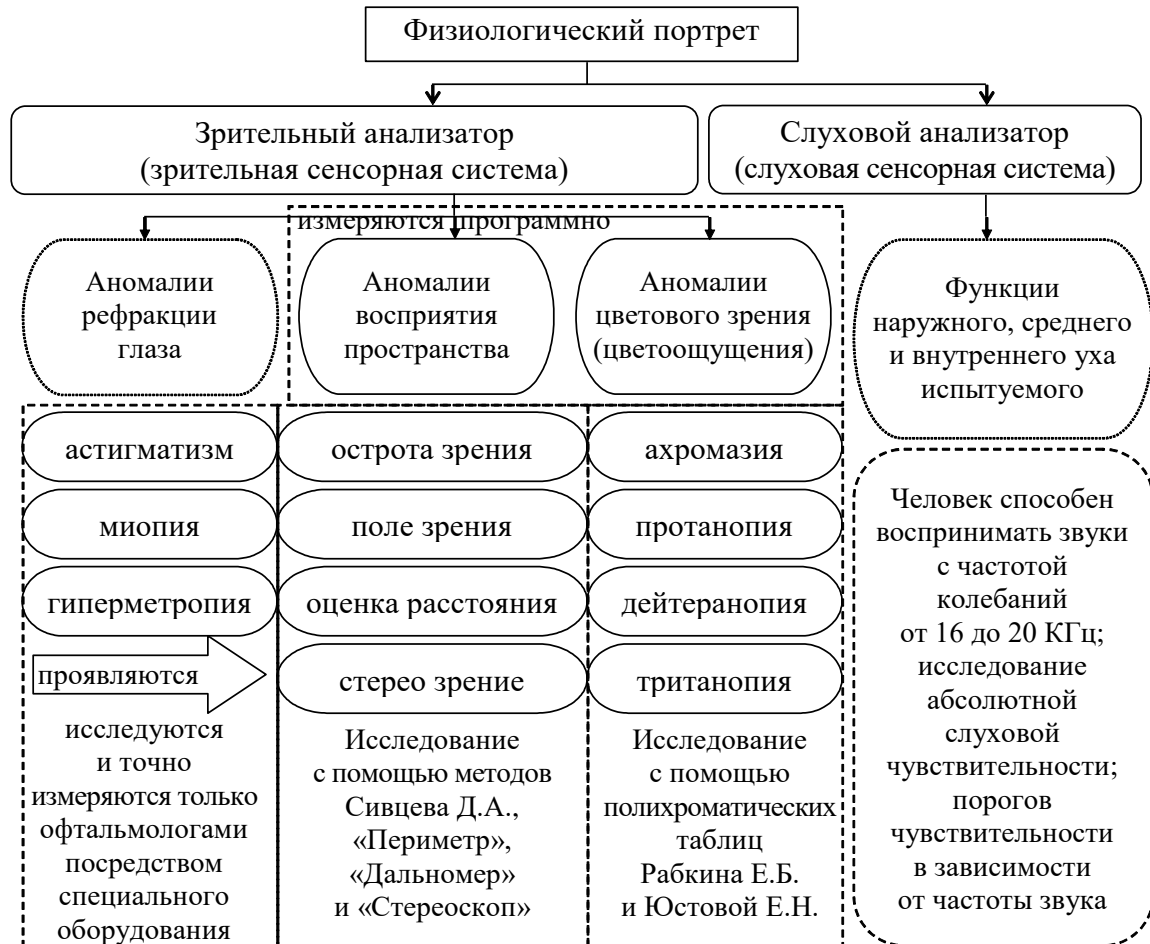 Физиологический портрет
Зрительный анализатор
(зрительная сенсорная система)
Слуховой анализатор
(слуховая сенсорная система)
измеряются программно
Аномалии
рефракции
глаза
Аномалии
восприятия
пространства
Аномалии
цветового зрения
(цветоощущения)
Функции
наружного, среднего
и внутреннего уха
испытуемого
астигматизм
миопия
гиперметропия
проявляются
исследуются
и точно
измеряются только
офтальмологами
посредством
специального
оборудования
острота зрения
поле зрения
оценка расстояния
стерео зрение
Исследование
с помощью методов
Сивцева Д.А.,
«Периметр»,
«Дальномер»
и «Стереоскоп»
ахромазия
протанопия
дейтеранопия
тританопия
Исследование
с помощью
полихроматических
таблиц
Рабкина Е.Б.
и Юстовой Е.Н.
Человек способен
воспринимать звуки
с частотой
колебаний
от 16 до 20 КГц;
исследование
абсолютной
слуховой
чувствительности;
порогов
чувствительности
в зависимости
от частоты звука